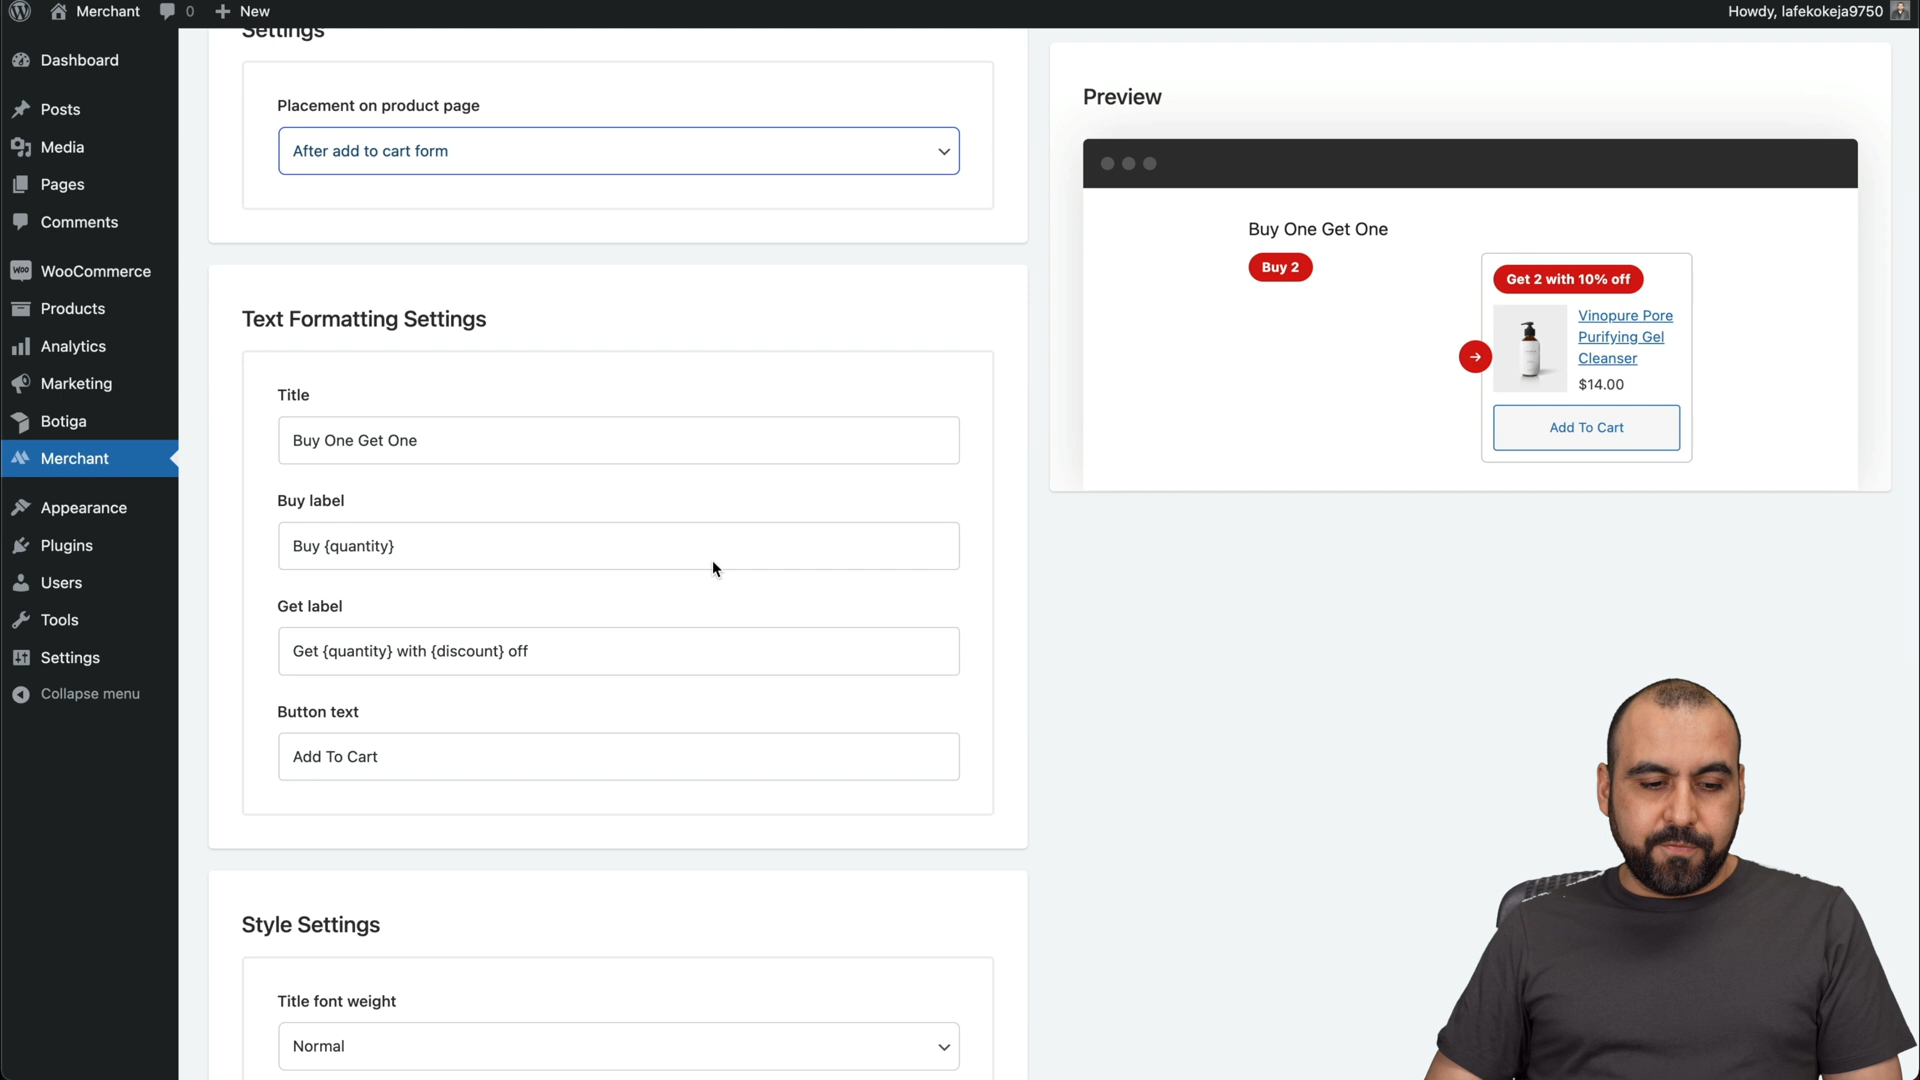 Merchant
0
New
Howdy, lafekokeja9750
Dashboard
Posts
Media
Pages
Comments
WOO
WooCommerce
Products
Analytics
Marketing
Botiga
Merchant
Appearance
Plugins
Users
Tools
Settings
Collapse menu
Settings
Placement on product page
After add to cart form
Text Formatting Settings
Title
Buy One Get One
Buy label
Buy {quantity}
Get label
Get {quantity} with {discount} off
Button text
Add To Cart
Style Settings
Title font weight
Normal
Preview
Buy One Get One
Buy 2
Get 2 with 10% off
Vinopure Pore
Purifying Gel
Cleanser
$14.00
Add To Cart